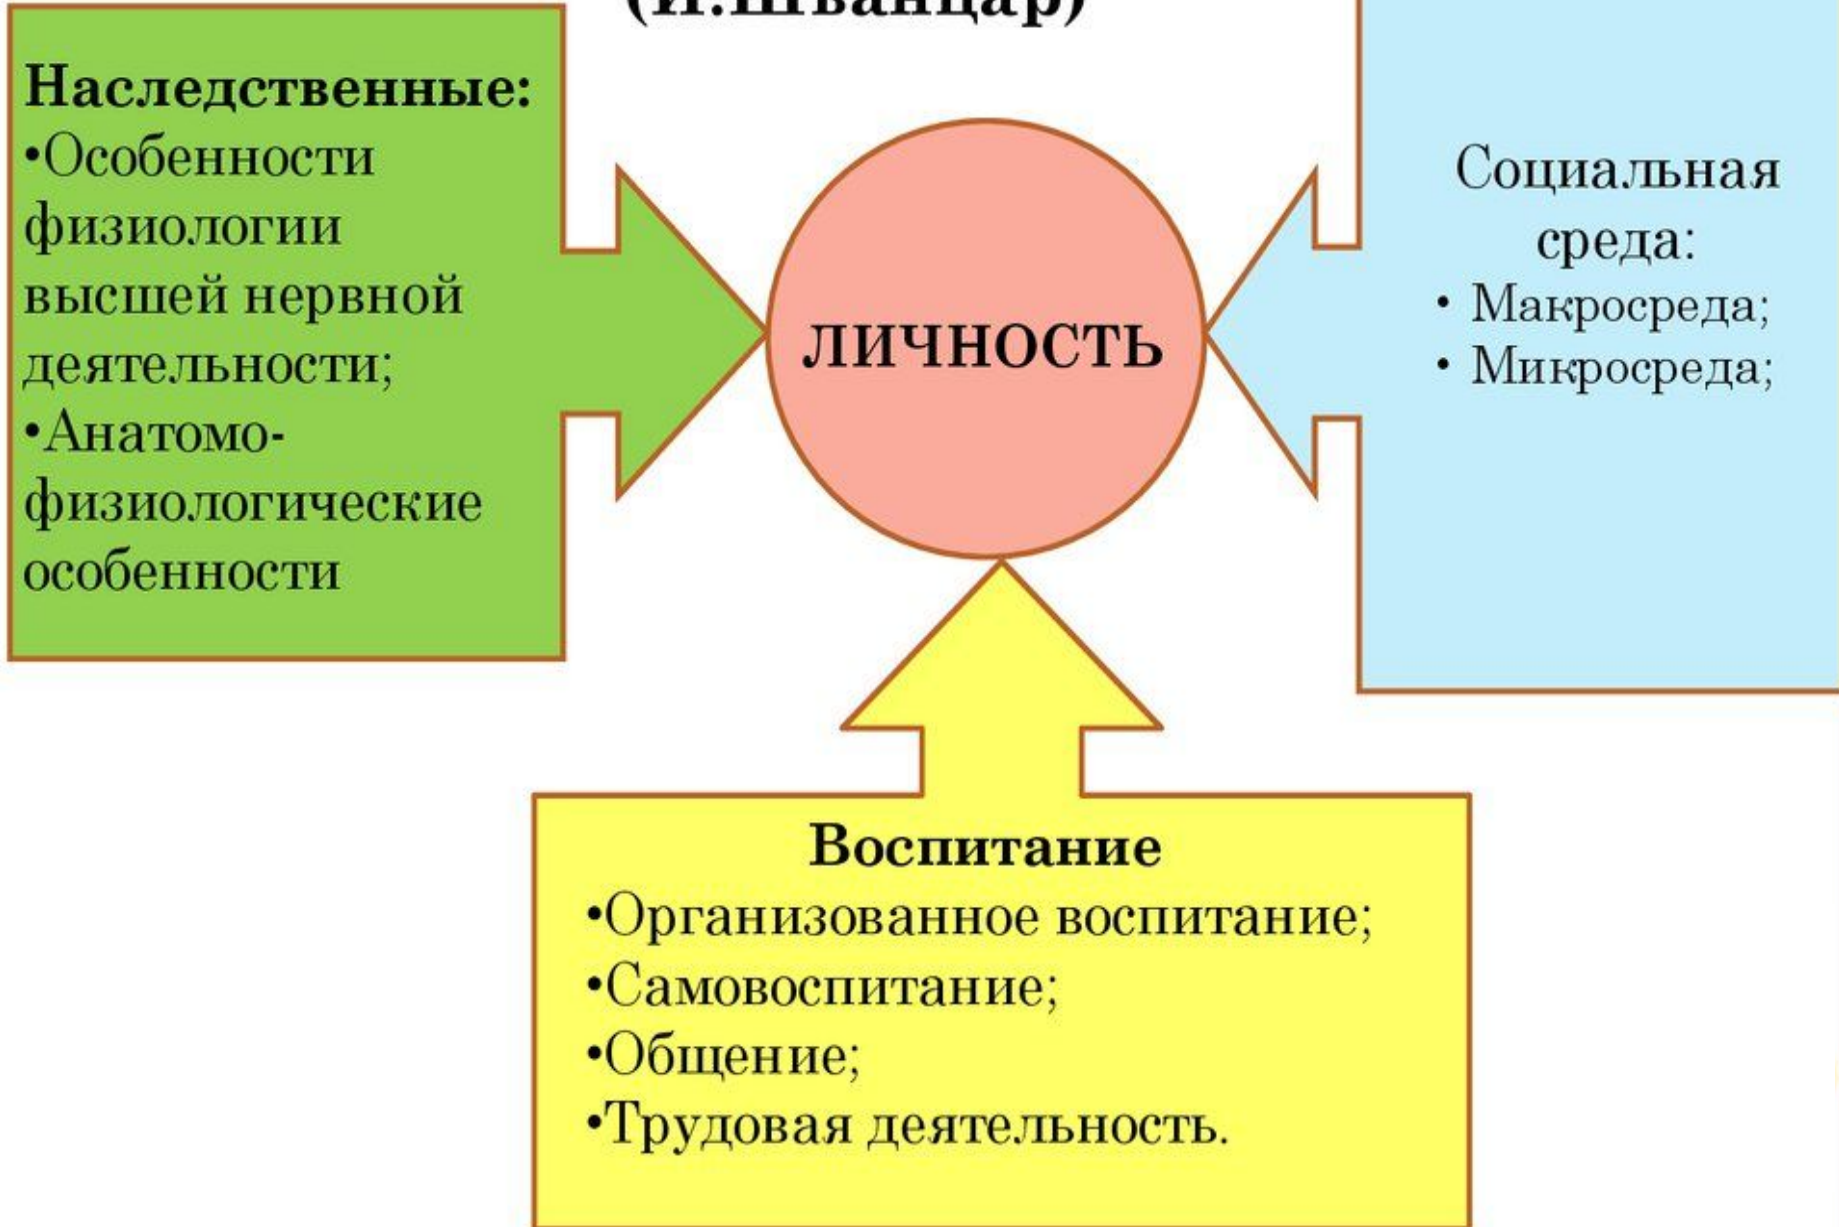 (И.Шванцар)
Наследственные:
•Особенности
физиологии
высшей нервной
деятельности;
•Анатомо-
физиологические
особенности
ЛИЧНОСТЬ
Социальная
среда:
• Макросреда;
• Микросреда;
Воспитание
•Организованное воспитание;
•Самовоспитание;
•Общение;
•Трудовая деятельность.